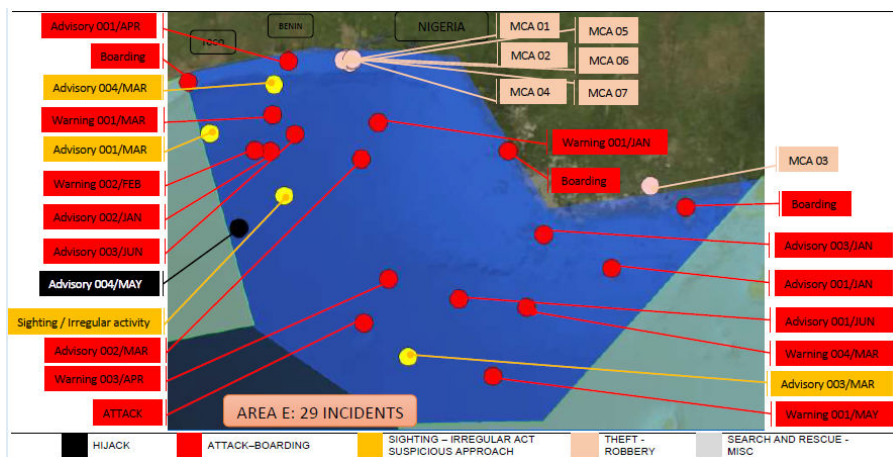 TOGO
BENIN
NIGERIA
Advisory 001/APR
Boarding
Advisory 004/MAR
Warning 001/MAR
Advisory 001/MAR
Warning 002/FEB
Advisory 002/JAN
Advisory 003/JUN
Advisory 004/MAY
Sighting / Irregular activity
Advisory 002/MAR
Warning 003/APR
ATTACK
MCA 01
MCA 05
MCA 02
MCA 06
MCA 04
MCA 07
Warning 001/JAN
Boarding
MCA 03
Boarding
Advisory 003/JAN
Advisory 001/JAN
Advisory 001/JUN
Warning 004/MAR
Advisory 003/MAR
Warning 001/MAY
AREA E: 29 INCIDENTS
HIJACK
ATTACK–BOARDING
SIGHTING – IRREGULAR ACT
SUSPICIOUS APPROACH
THEFT -
ROBBERY
SEARCH AND RESCUE -
MISC